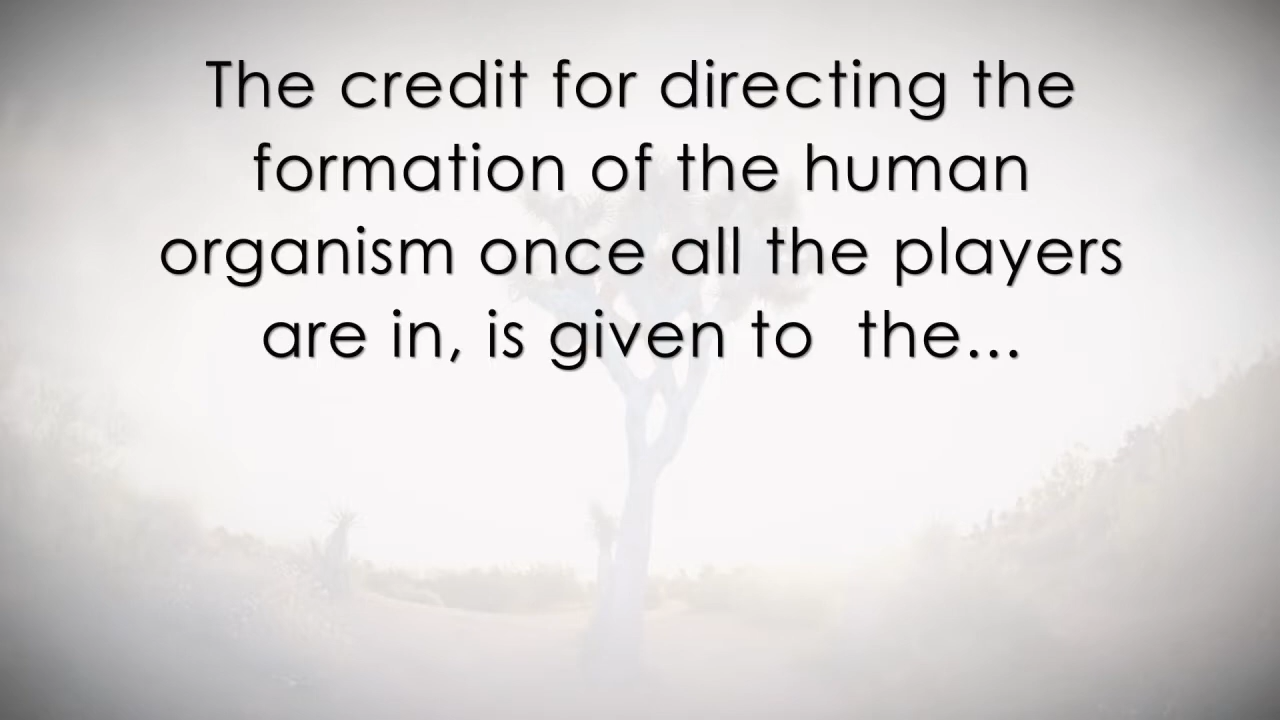 The credit for directing the
formation of the human
organism once all the players
are in, is given to  the...